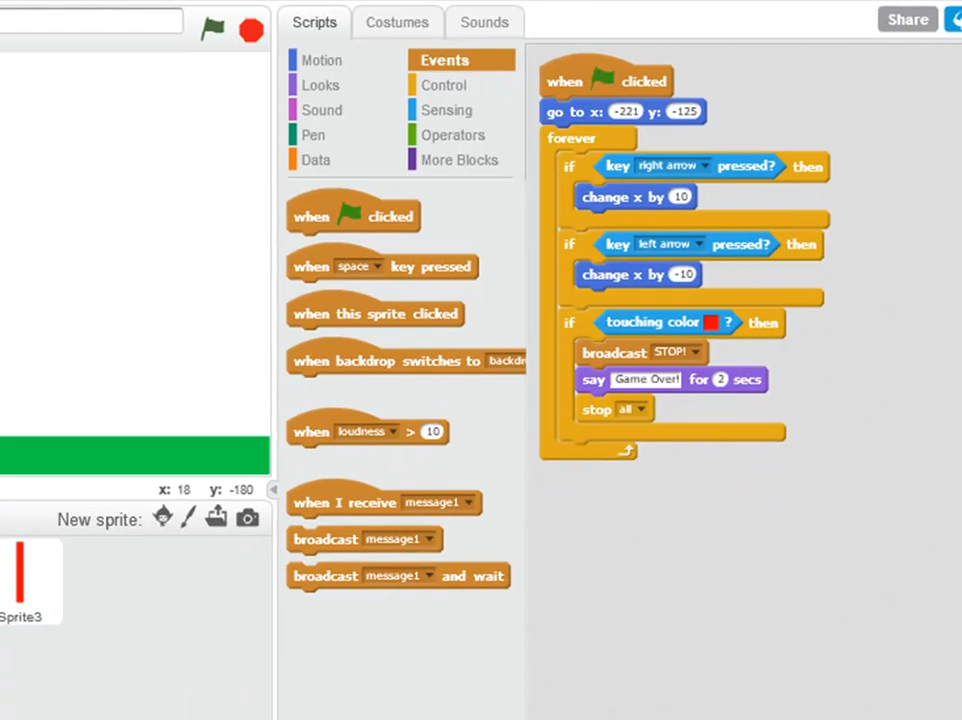 Scripts
Costumes
Sounds
Share
Motion
Events
Looks
Control
Sound
Sensing
Pen
Operators
Data
More Blocks
when clicked
when space key pressed
when this sprite clicked
when backdrop switches to backdr
when loudness > 10
when I receive message1
broadcast message1
broadcast message1 and wait
when clicked
go to x: -221 y: -125
forever
if key right arrow pressed? then
change x by 10
if key left arrow pressed? then
change x by -10
if touching color ? then
broadcast STOP!
say Game Over! for 2 secs
stop all
x: 18 y: -180
New sprite:
Sprite3